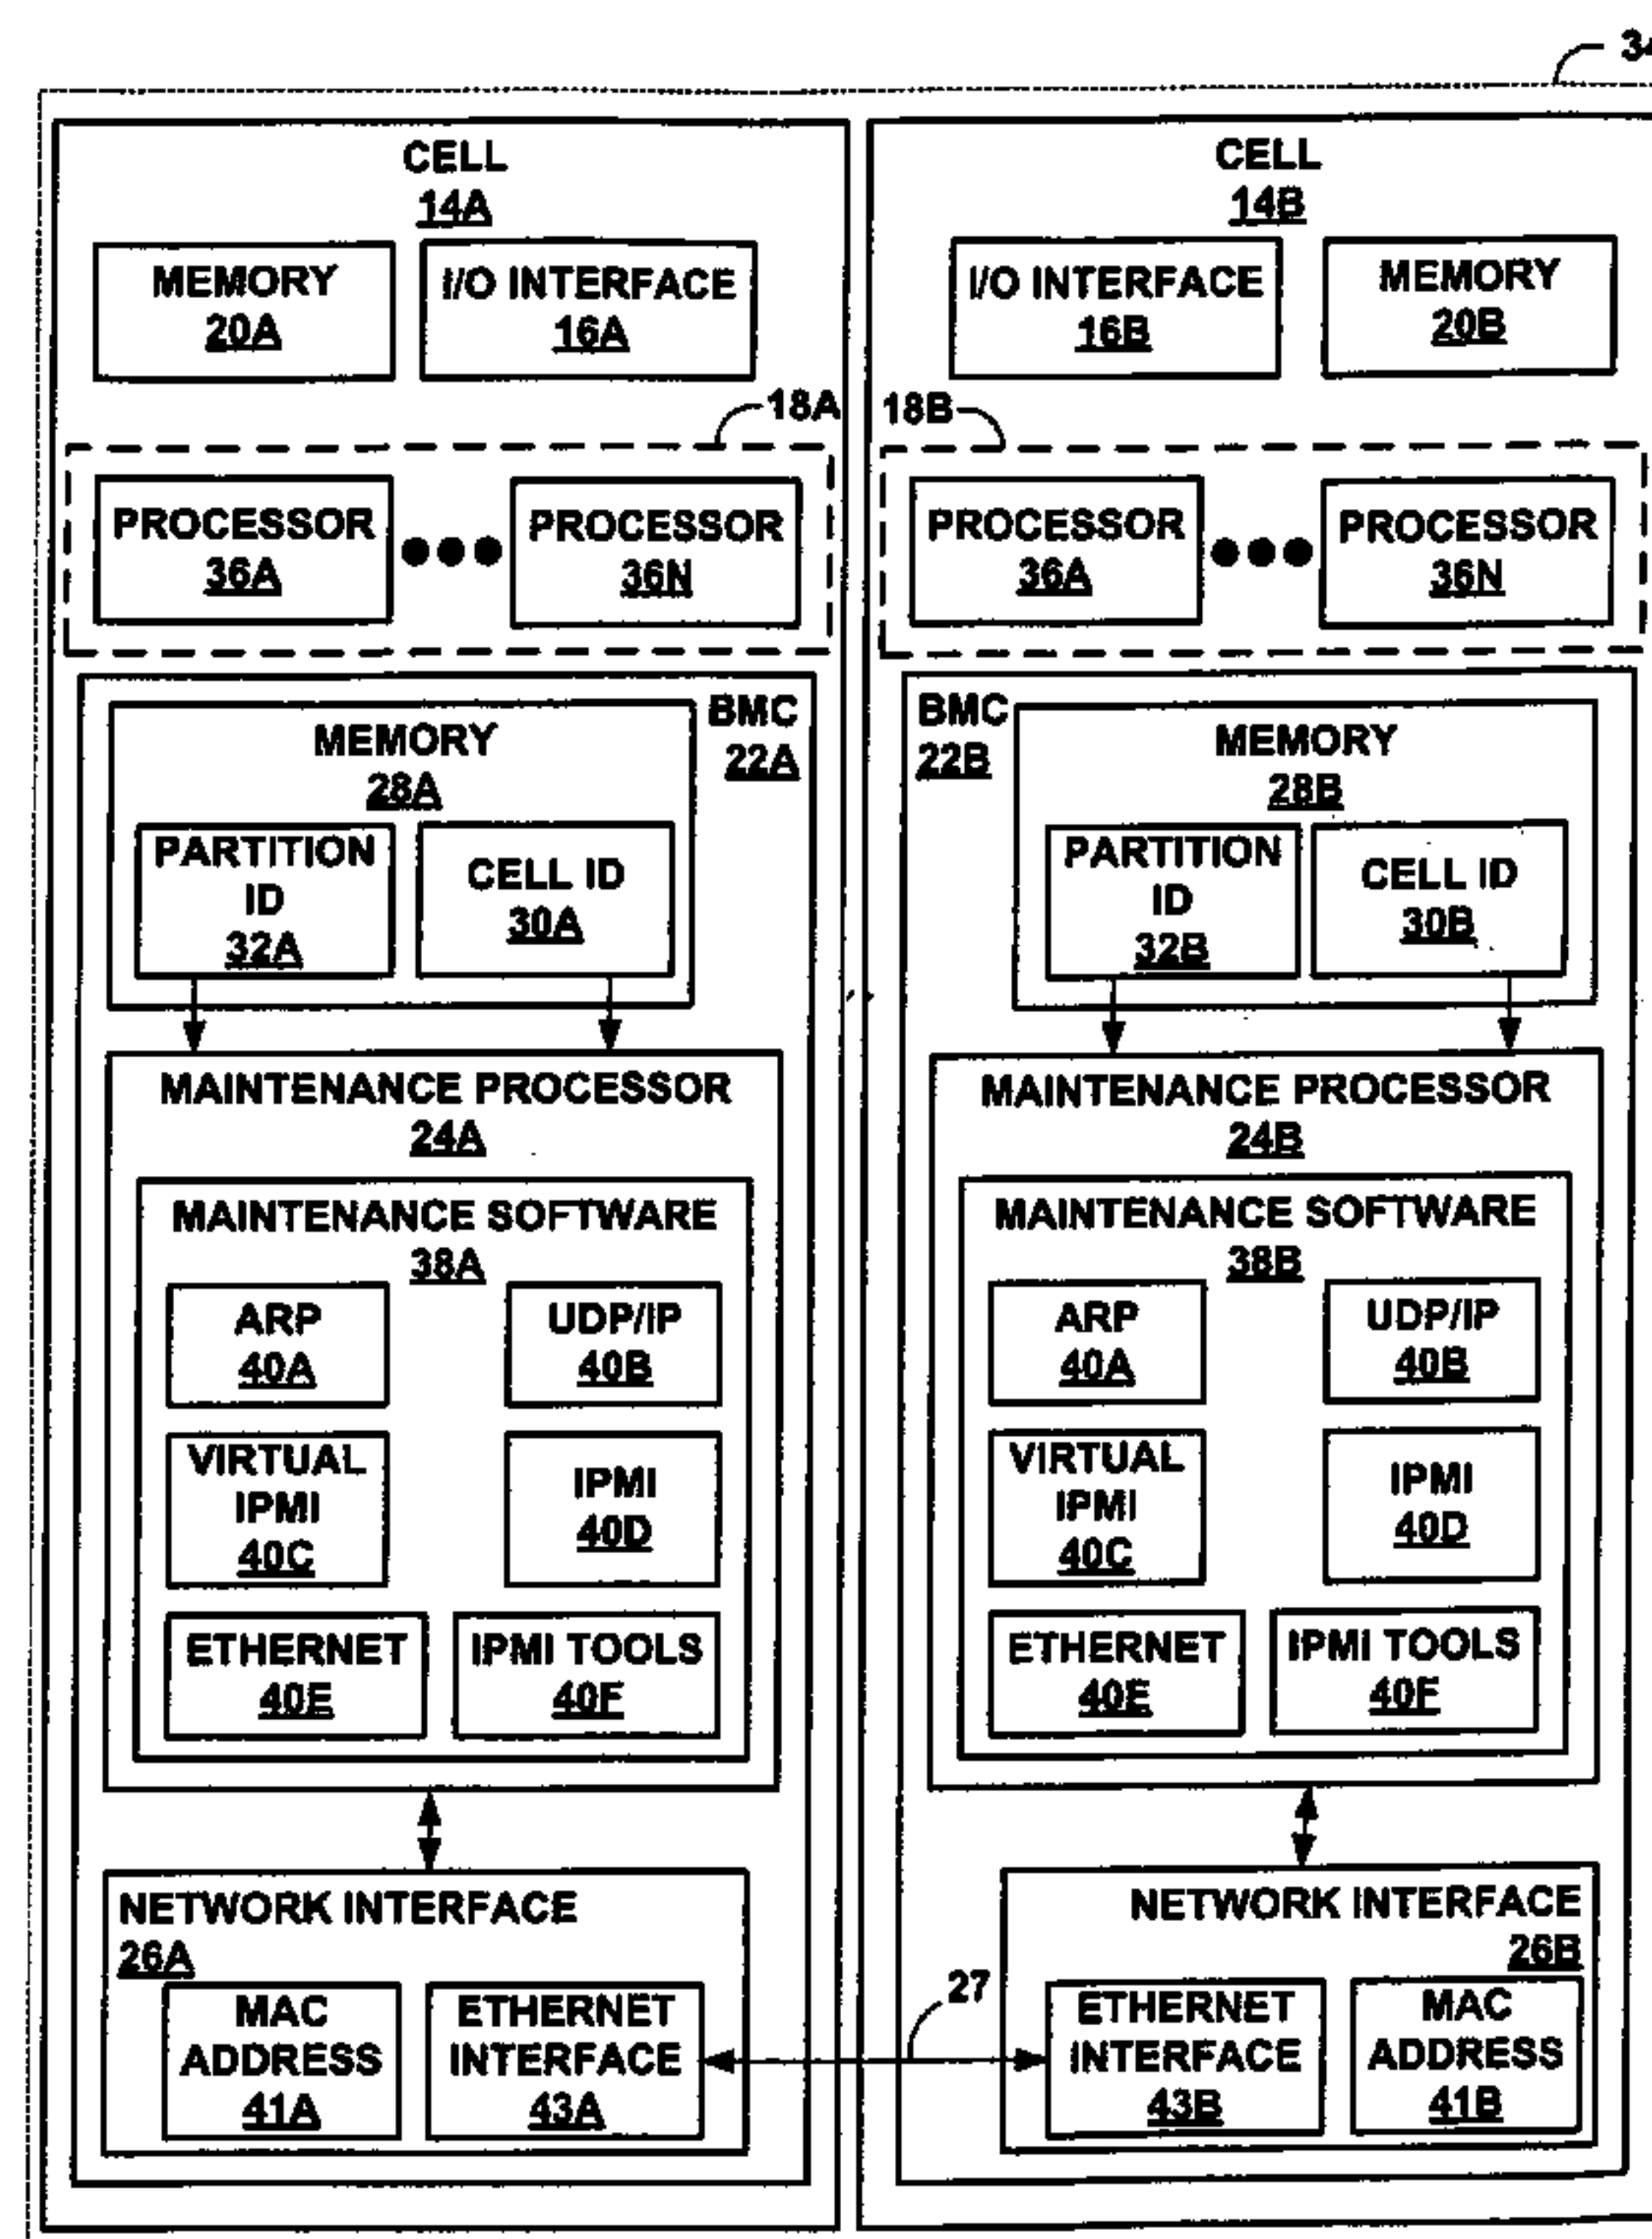 34
CELL
14A
MEMORY
20A
I/O INTERFACE
16A
18A
PROCESSOR
36A
PROCESSOR
36N
BMC
22A
MEMORY
28A
PARTITION
ID
32A
CELL ID
30A
MAINTENANCE PROCESSOR
24A
MAINTENANCE SOFTWARE
38A
ARP
40A
UDP/IP
40B
VIRTUAL
IPMI
40C
IPMI
40D
ETHERNET
40E
IPMI TOOLS
40F
NETWORK INTERFACE
26A
MAC
ADDRESS
41A
ETHERNET
INTERFACE
43A
27
CELL
14B
I/O INTERFACE
16B
MEMORY
20B
18B
PROCESSOR
36A
PROCESSOR
36N
BMC
22B
MEMORY
28B
PARTITION
ID
32B
CELL ID
30B
MAINTENANCE PROCESSOR
24B
MAINTENANCE SOFTWARE
38B
ARP
40A
UDP/IP
40B
VIRTUAL
IPMI
40C
IPMI
40D
ETHERNET
40E
IPMI TOOLS
40F
NETWORK INTERFACE
26B
ETHERNET
INTERFACE
43B
MAC
ADDRESS
41B